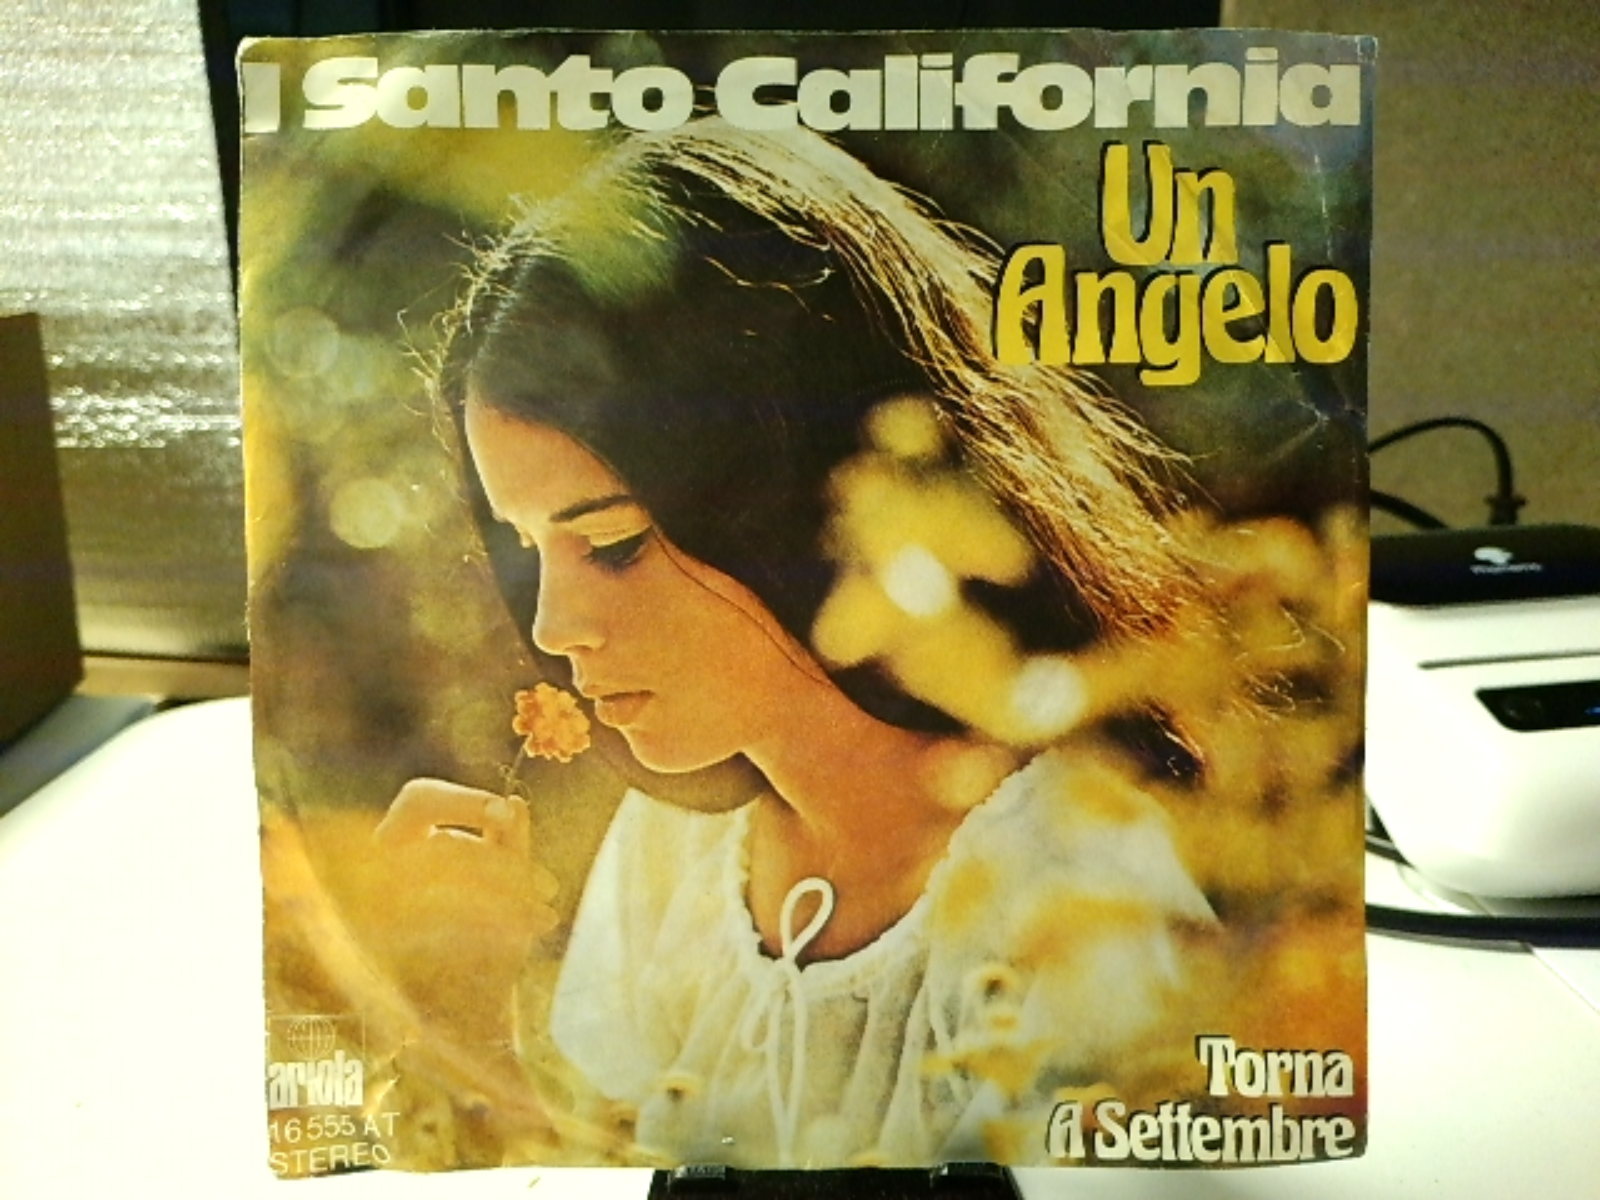 I Santo California
Un
Angelo
ariola
16 555 AT
STEREO
Torna
A Settembre